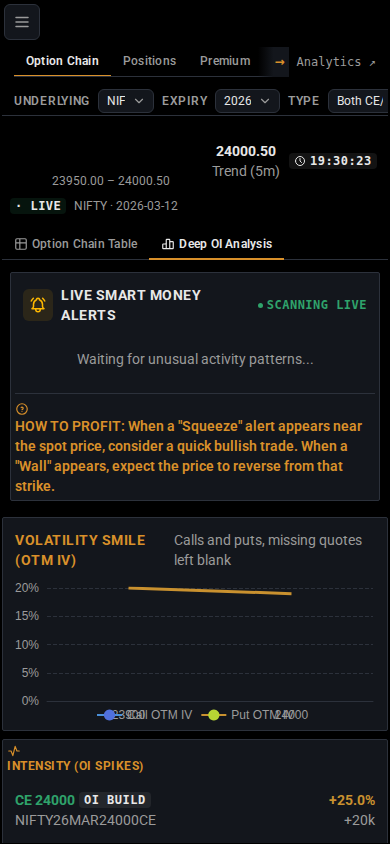 Option Chain Positions Premium → Analytics ↗
UNDERLYING NIF EXPIRY 2026 TYPE Both CE/
24000.50
23950.00 – 24000.50 Trend (5m) 19:30:23
· LIVE NIFTY · 2026-03-12
Option Chain Table Deep OI Analysis
LIVE SMART MONEY
ALERTS
SCANNING LIVE
Waiting for unusual activity patterns...
HOW TO PROFIT: When a "Squeeze" alert appears near
the spot price, consider a quick bullish trade. When a
"Wall" appears, expect the price to reverse from that
strike.
VOLATILITY SMILE
(OTM IV)
Calls and puts, missing quotes
left blank
20%
15%
10%
5%
0%
Call OTM IV Put OTM IV 24000
INTENSITY (OI SPIKES)
CE 24000 OI BUILD +25.0%
NIFTY26MAR24000CE +20k